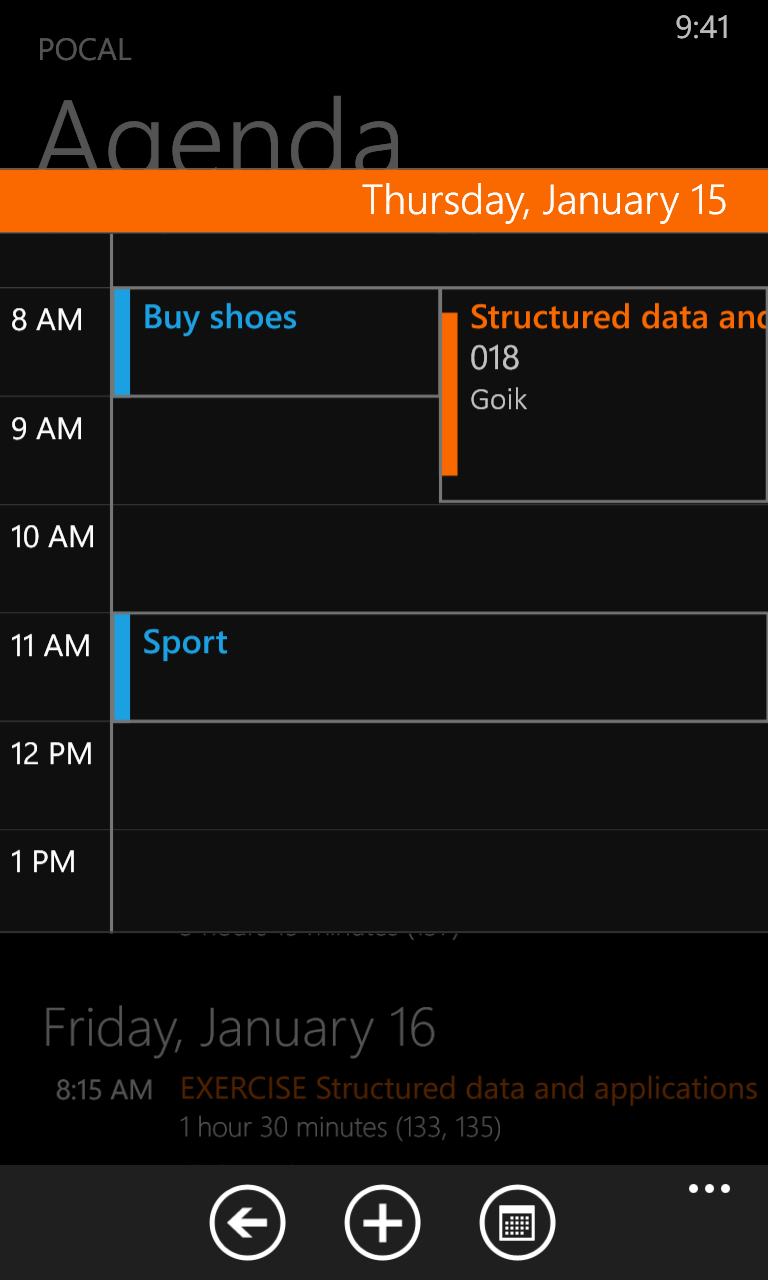 9:41
POCAL
Agenda
Thursday, January 15
8 AM
Buy shoes
Structured data and
018
Goik
9 AM
10 AM
11 AM
Sport
12 PM
1 PM
Friday, January 16
8:15 AM
EXERCISE Structured data and applications
1 hour 30 minutes (133, 135)